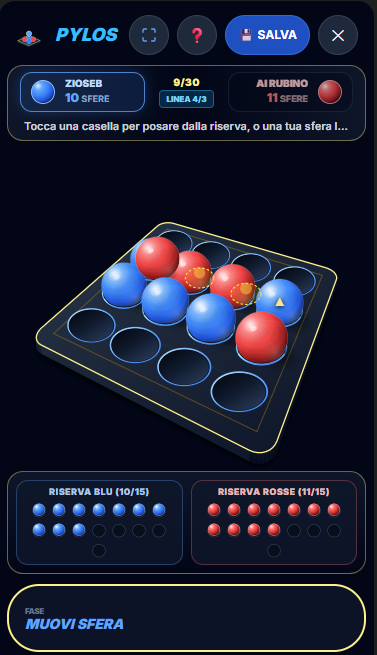 PYLOS
?
SALVA
ZIOSEB
10 SFERE
9/30
LINEA 4/3
AI RUBINO
11 SFERE
Tocca una casella per posare dalla riserva, o una tua sfera l...
RISERVA BLU (10/15)
RISERVA ROSSE (11/15)
FASE
MUOVI SFERA